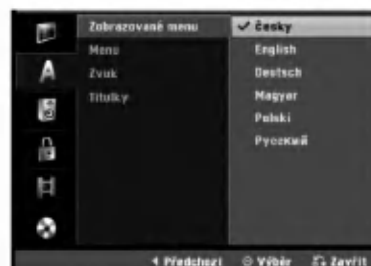 Zobrazované menu
Menu
Zvuk
Titulky
česky
English
Deutsch
Magyar
Polski
Русский
Předchozí Výběr Zavřít